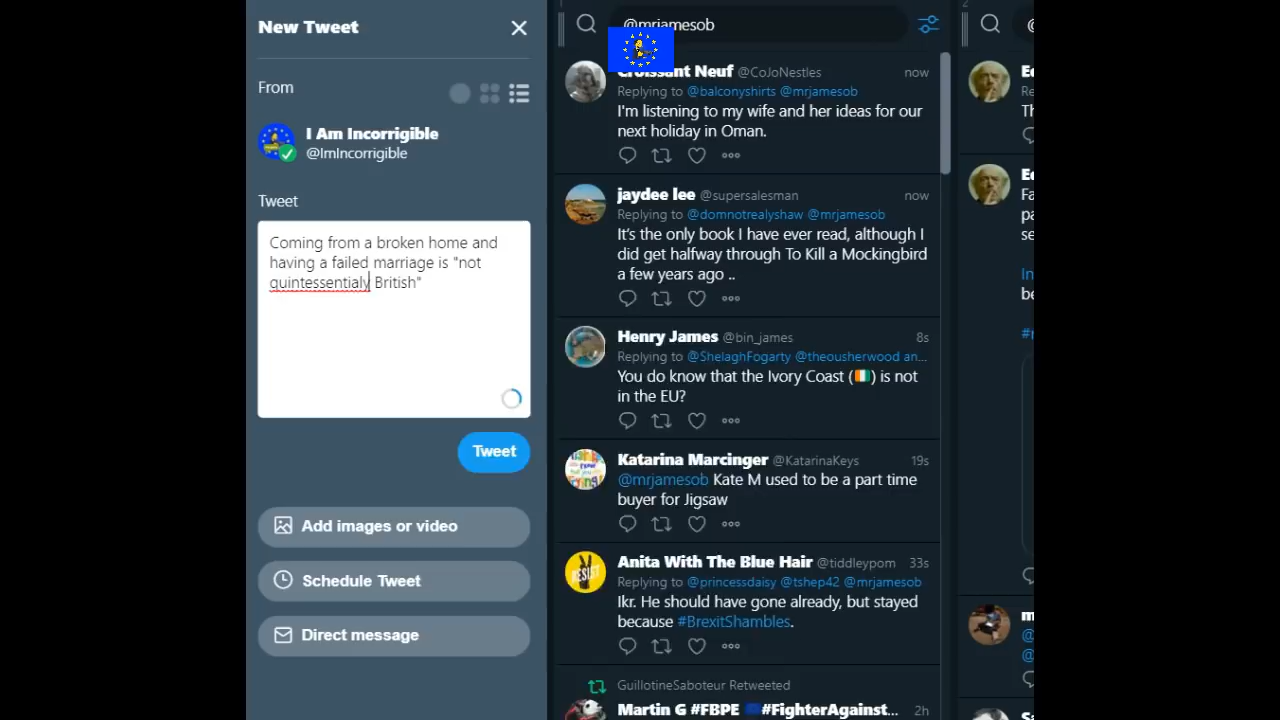 New Tweet
From
I Am Incorrigible
@ImIncorrigible
Tweet
Coming from a broken home and
having a failed marriage is "not
quintessentialy British"
Tweet
Add images or video
Schedule Tweet
Direct message
1
@mrjamesob
Croissant Neuf @CoJoNestles now
Replying to @balconyshirts @mrjamesob
I'm listening to my wife and her ideas for our
next holiday in Oman.
jaydee lee @supersalesman now
Replying to @domnotrealyshaw @mrjamesob
It's the only book I have ever read, although I
did get halfway through To Kill a Mockingbird
a few years ago ..
Henry James @bin_james 8s
Replying to @ShelaghFogarty @theousherwood an...
You do know that the Ivory Coast (🇨🇮) is not
in the EU?
Katarina Marcinger @KatarinaKeys 19s
@mrjamesob Kate M used to be a part time
buyer for Jigsaw
Anita With The Blue Hair @tiddleypom 33s
Replying to @princessdaisy @tshep42 @mrjamesob
Ikr. He should have gone already, but stayed
because #BrexitShambles.
RESIST
GuillotineSaboteur Retweeted
Martin G #FBPE 🇪🇺#FighterAgainst... 2h
2